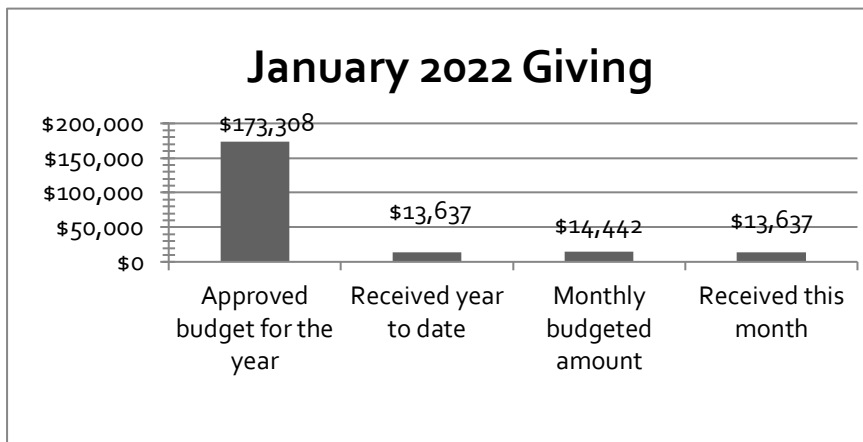 January 2022 Giving
$200,000
$150,000
$100,000
$50,000
$0
$173,308
$13,637
$14,442
$13,637
Approved
budget for the
year
Received year
to date
Monthly
budgeted
amount
Received this
month